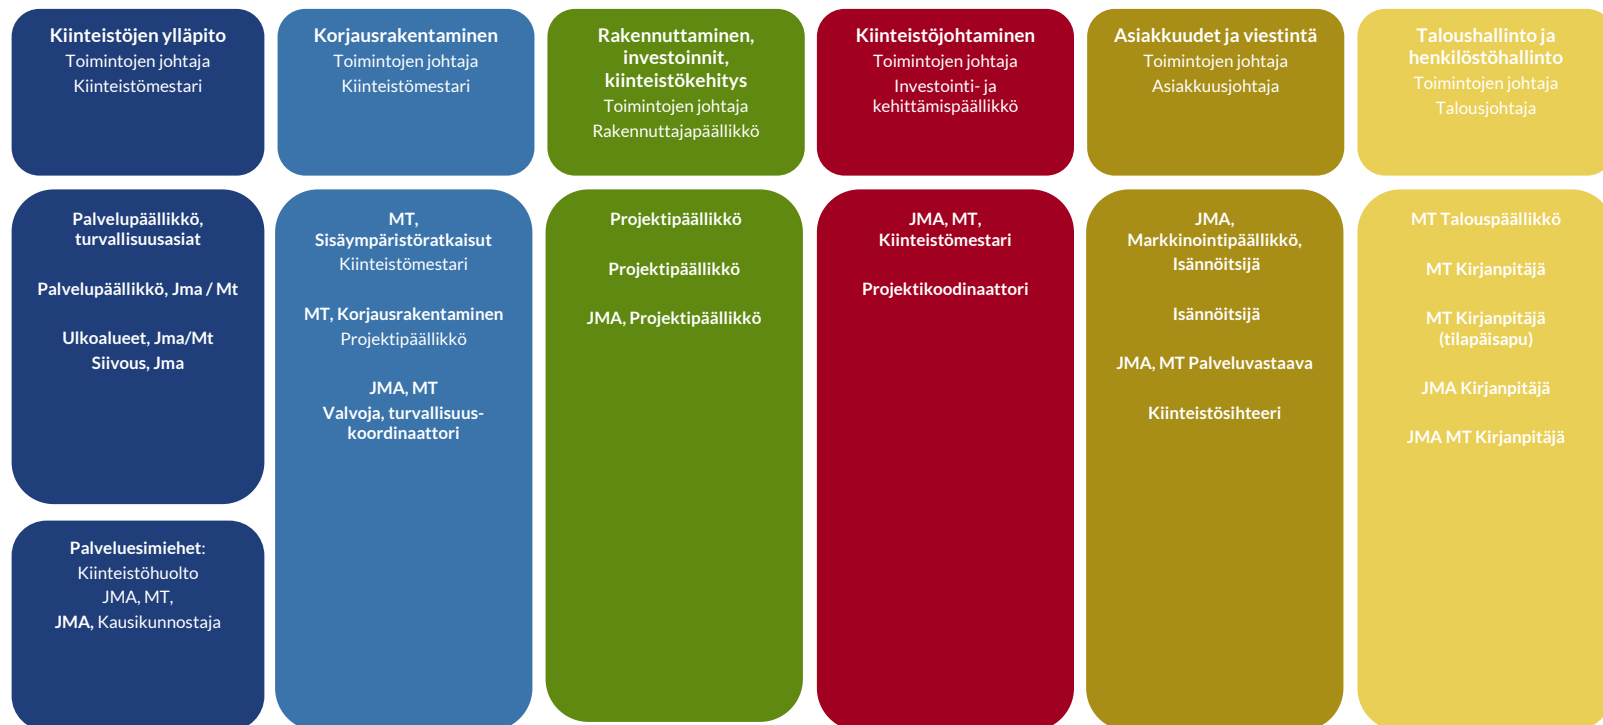 Kiinteistöjen ylläpito
Toimintojen johtaja
Kiinteistömestari
Korjausrakentaminen
Toimintojen johtaja
Kiinteistömestari
Rakennuttaminen,
investoinnit,
kiinteistökehitys
Toimintojen johtaja
Rakennuttajapäällikkö
Kiinteistöjohtaminen
Toimintojen johtaja
Investointi- ja
kehittämispäällikkö
Asiakkuudet ja viestintä
Toimintojen johtaja
Asiakkuusjohtaja
Taloushallinto ja
henkilöstöhallinto
Toimintojen johtaja
Talousjohtaja
Palvelupäällikkö,
turvallisuusasiat
Palvelupäällikkö, Jma / Mt
Ulkoalueet, Jma/Mt
Siivous, Jma
Palveluesimiehet:
Kiinteistöhuolto
JMA, MT,
JMA, Kausikunnostaja
MT,
Sisäympäristöratkaisut
Kiinteistömestari
MT, Korjausrakentaminen
Projektipäällikkö
JMA, MT
Valvoja, turvallisuus-
koordinaattori
Projektipäällikkö
Projektipäällikkö
JMA, Projektipäällikkö
JMA, MT,
Kiinteistömestari
Projektikoodinaattori
JMA,
Markkinointipäällikkö,
Isännöitsijä
Isännöitsijä
JMA, MT Palveluvastaava
Kiinteistösihteeri
MT Talouspäällikkö
MT Kirjanpitäjä
MT Kirjanpitäjä
(tilapäisapu)
JMA Kirjanpitäjä
JMA MT Kirjanpitäjä